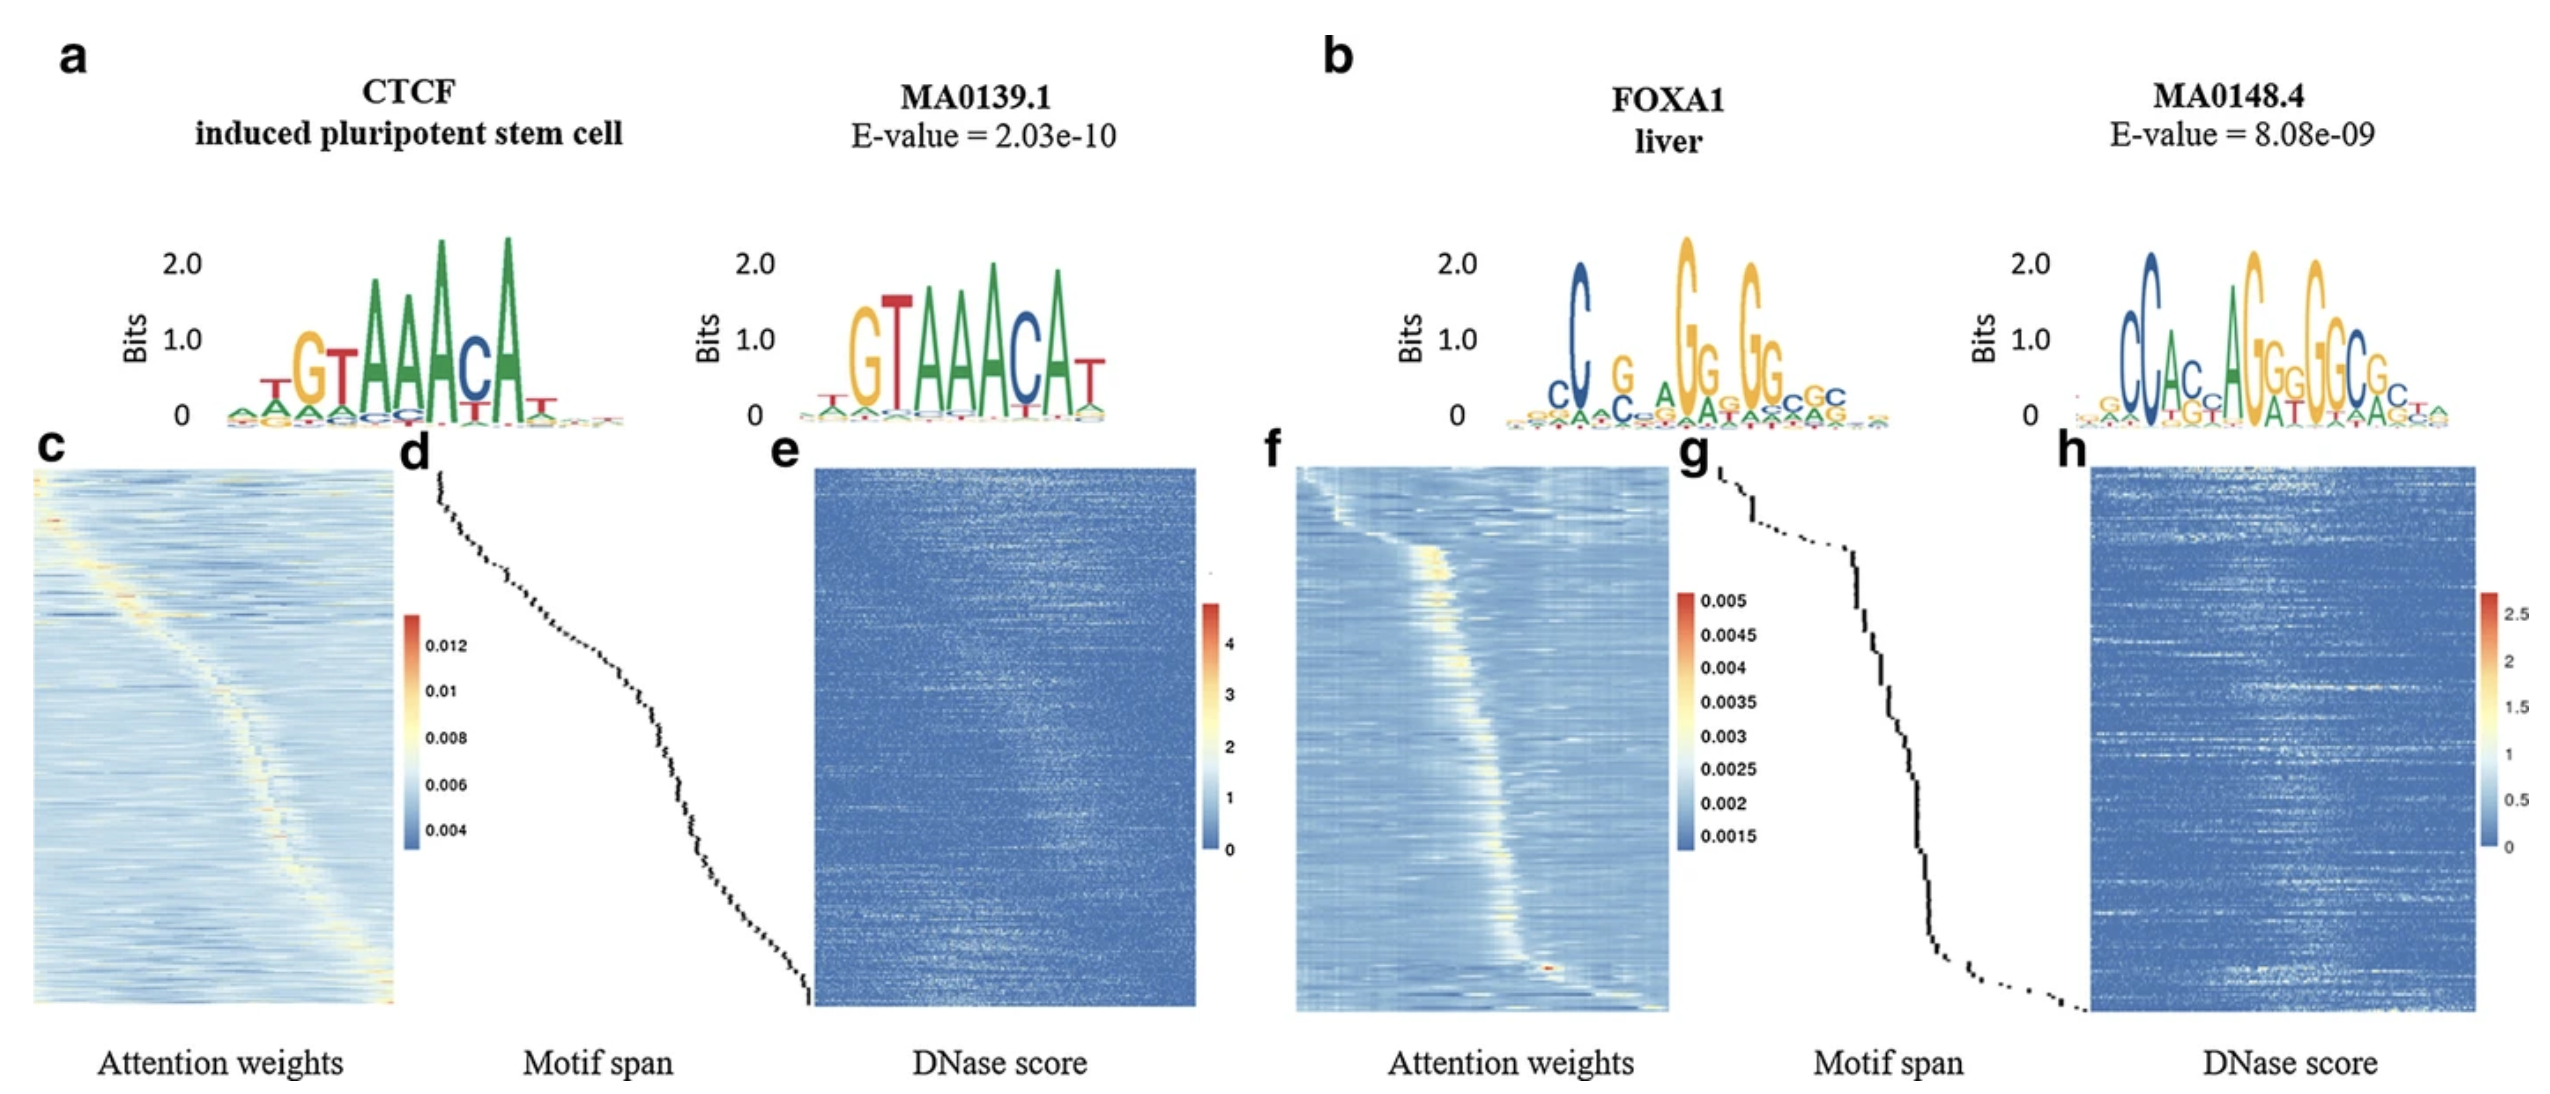 a
CTCF
induced pluripotent stem cell
MA0139.1
E-value = 2.03e-10
Bits
2.0
1.0
0
GTAAACA
Bits
2.0
1.0
0
GTAAACAT
b
FOXA1
liver
MA0148.4
E-value = 8.08e-09
Bits
2.0
1.0
0
Bits
2.0
1.0
0
c
0.012
0.01
0.008
0.006
0.004
Attention weights
d
Motif span
e
4
3
2
1
0
DNase score
f
0.005
0.0045
0.004
0.0035
0.003
0.0025
0.002
0.0015
Attention weights
g
Motif span
h
2.5
2
1.5
1
0.5
0
DNase score